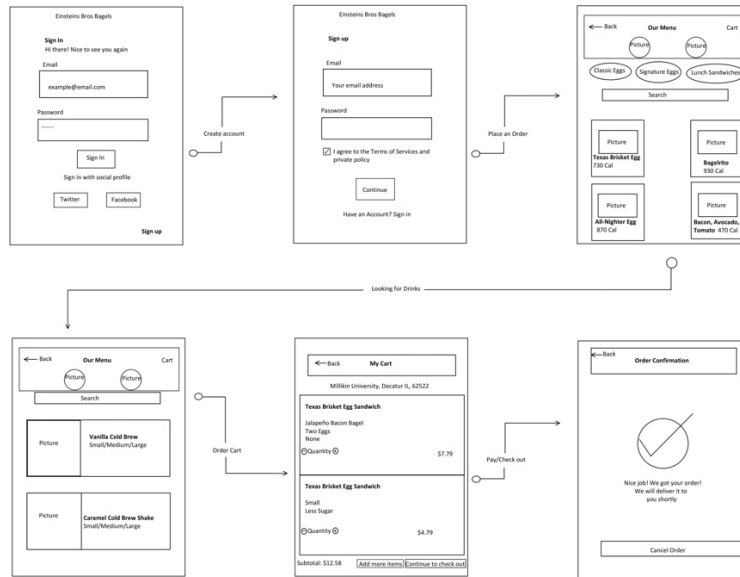 Einsteins Bros Bagels
Sign In
Hi there! Nice to see you again
Email
example@email.com
Password
Sign In
Sign in with social profile
Twitter
Facebook
Sign up
Create account
Einsteins Bros Bagels
Sign up
Email
Your email address
Password
I agree to the Terms of Services and
private policy
Continue
Have an Account? Sign in
Place an Order
Back
Our Menu
Cart
Picture
Picture
Classic Eggs
Signature Eggs
Lunch Sandwiches
Search
Picture
Texas Brisket Egg
730 Cal
Picture
Bagelrito
930 Cal
Picture
All-Nighter Egg
870 Cal
Picture
Bacon, Avocado,
Tomato 470 Cal
Looking for Drinks
Back
Our Menu
Cart
Picture
Picture
Search
Picture
Vanilla Cold Brew
Small/Medium/Large
Picture
Caramel Cold Brew Shake
Small/Medium/Large
Order Cart
Back
My Cart
Millikin University, Decatur IL, 62522
Texas Brisket Egg Sandwich
Jalapeño Bacon Bagel
Two Eggs
None
Quantity
$7.79
Texas Brisket Egg Sandwich
Small
Less Sugar
Quantity
$4.79
Subtotal: $12.58
Add more items
Continue to check out
Pay/Check out
Back
Order Confirmation
Nice job! We got your order!
We will deliver it to
you shortly
Cancel Order